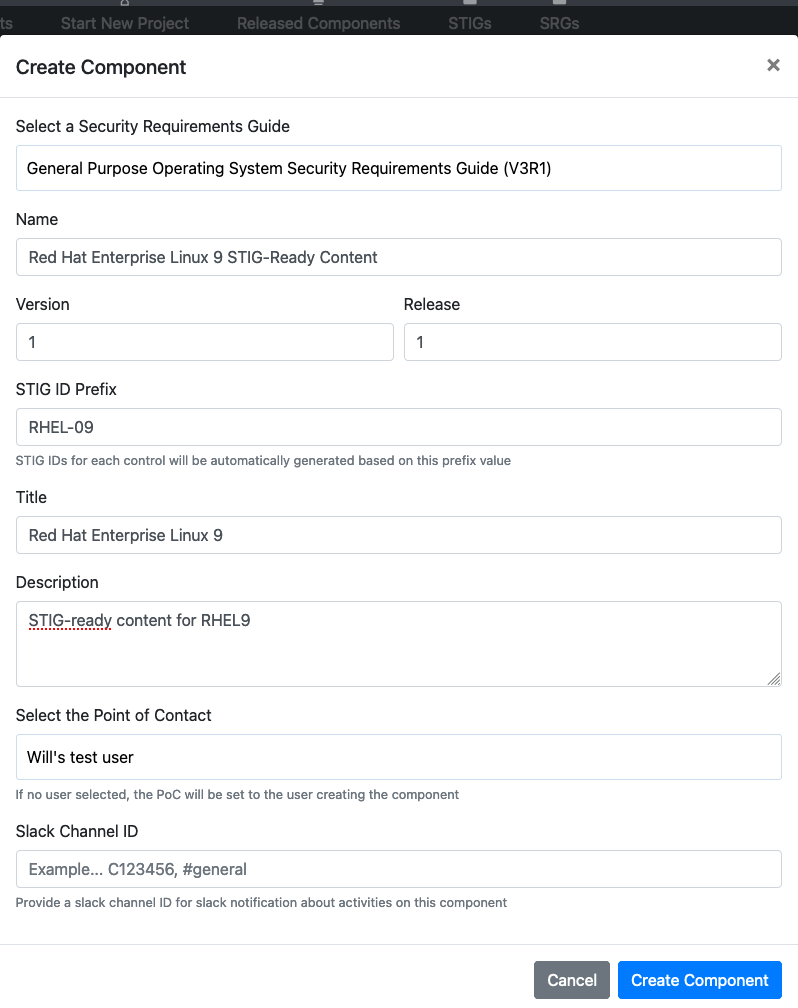 ts Start New Project Released Components STIGs SRGs
Create Component ×
Select a Security Requirements Guide
General Purpose Operating System Security Requirements Guide (V3R1)
Name
Red Hat Enterprise Linux 9 STIG-Ready Content
Version Release
1 1
STIG ID Prefix
RHEL-09
STIG IDs for each control will be automatically generated based on this prefix value
Title
Red Hat Enterprise Linux 9
Description
STIG-ready content for RHEL9
Select the Point of Contact
Will's test user
If no user selected, the PoC will be set to the user creating the component
Slack Channel ID
Example... C123456, #general
Provide a slack channel ID for slack notification about activities on this component
Cancel Create Component